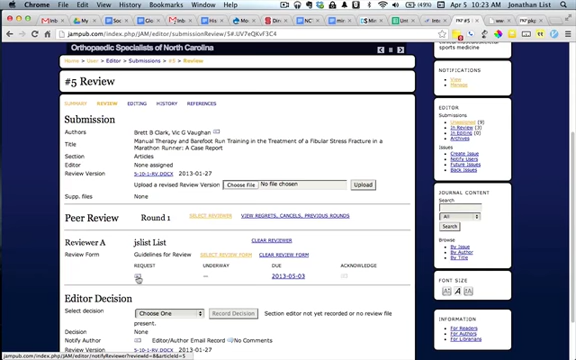 Chrome File Edit View History Bookmarks Window Help
Apr 5 10:23 AM Jonathan List
jampub.com/JAM/editor/submissionReview/5#.UV7eQKvF3C4
Orthopaedic Specialists of North Carolina
Home > User > Editor > Submissions > #5 > Review
#5 Review
SUMMARY REVIEW EDITING HISTORY REFERENCES
Submission
Authors Brett B Clark, Vic G Vaughan
Title Manual Therapy and Barefoot Run Training in the Treatment of a Fibular Stress Fracture in a
Marathon Runner: A Case Report
Section Articles
Editor None assigned
Review Version 5-10-1-RV.DOCX 2013-01-27
Upload a revised Review Version Choose File No file chosen Upload
Supp. files None
Peer Review Round 1 SELECT REVIEWER VIEW REGRETS, CANCELS, PREVIOUS ROUNDS
Reviewer A jslist List CLEAR REVIEWER
Review Form Guidelines for Review SELECT REVIEW FORM CLEAR REVIEW FORM
REQUEST UNDERWAY DUE ACKNOWLEDGE
— 2013-05-03
Editor Decision
Select decision Choose One Record Decision Section editor not yet recorded or no review file
present.
Decision None
Notify Author Editor/Author Email Record No Comments
Review Version 5-10-1-RV.DOCX 2013-01-27
jampub.com/JAM/editor/notifyReviewer?reviewId=8&articleId=5
sports medicine
NOTIFICATIONS
View
Manage
EDITOR
Submissions
Unassigned (9)
In Review (3)
In Editing (0)
Archives
Issues
Create Issue
Notify Users
Future Issues
Back Issues
JOURNAL CONTENT
Search
All
Search
Browse
By Issue
By Author
By Title
FONT SIZE
A A A
INFORMATION
For Readers
For Authors
For Librarians